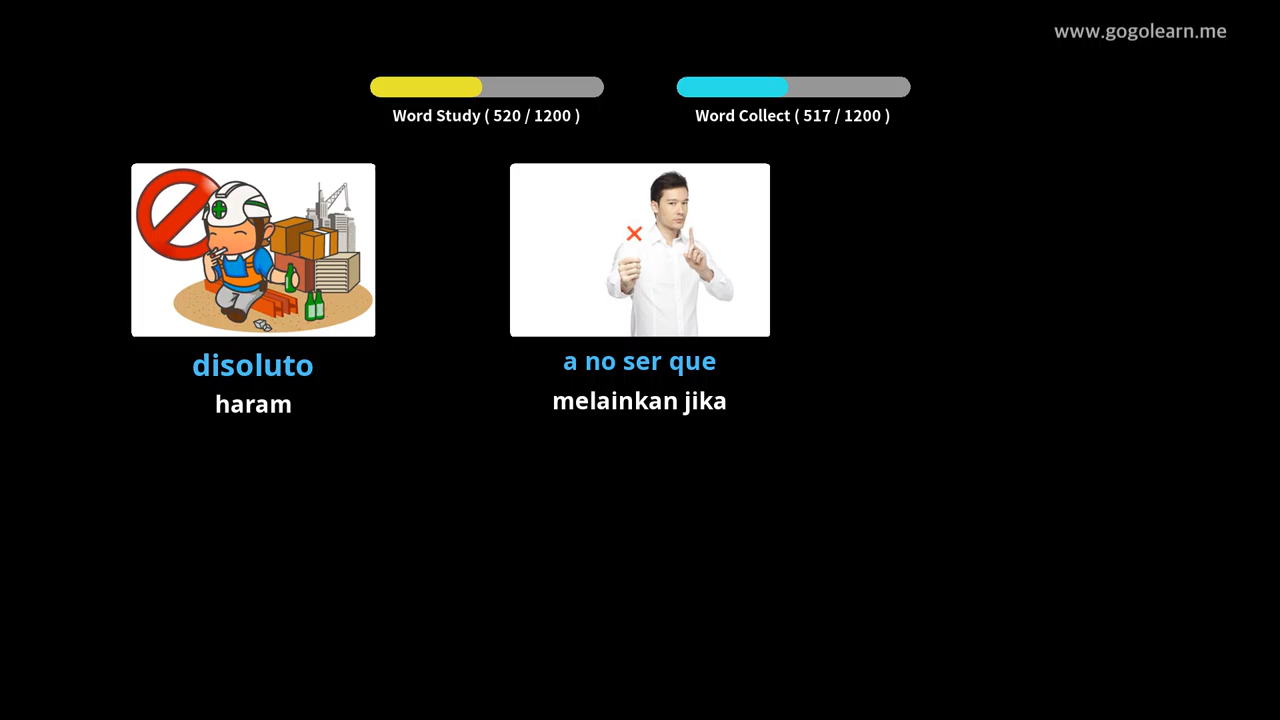 www.gogolearn.me
Word Study ( 520 / 1200 )
Word Collect ( 517 / 1200 )
disoluto
haram
a no ser que
melainkan jika